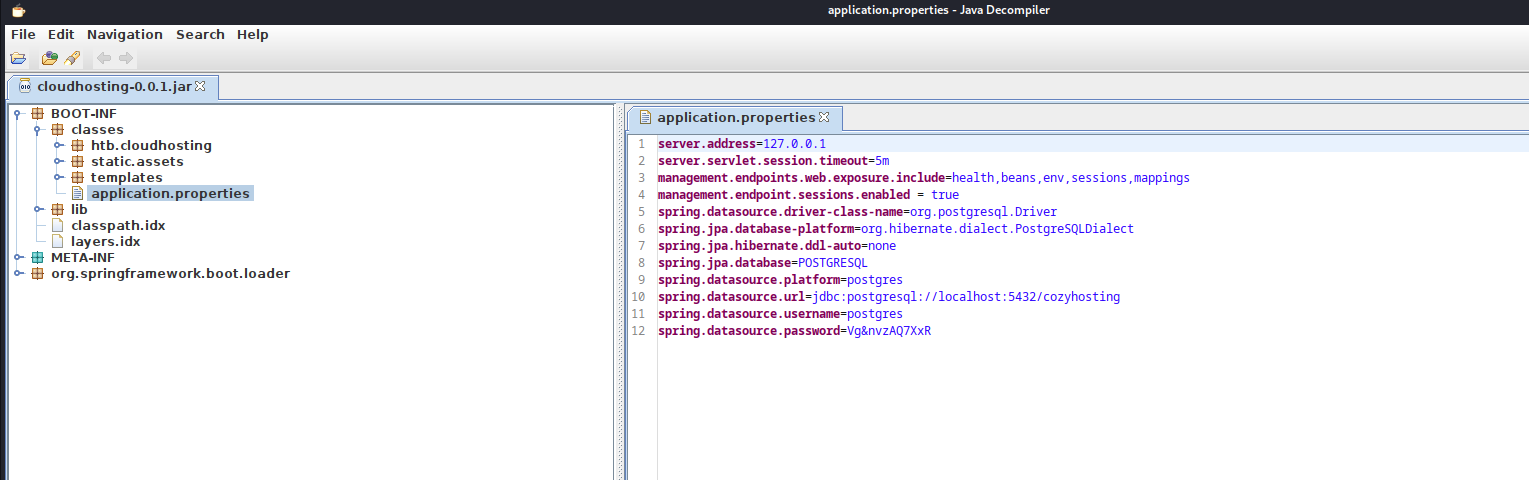 application.properties - Java Decompiler
File Edit Navigation Search Help
cloudhosting-0.0.1.jar
BOOT-INF
classes
htb.cloudhosting
static.assets
templates
application.properties
lib
classpath.idx
layers.idx
META-INF
org.springframework.boot.loader
application.properties
1 server.address=127.0.0.1
2 server.servlet.session.timeout=5m
3 management.endpoints.web.exposure.include=health,beans,env,sessions,mappings
4 management.endpoint.sessions.enabled = true
5 spring.datasource.driver-class-name=org.postgresql.Driver
6 spring.jpa.database-platform=org.hibernate.dialect.PostgreSQLDialect
7 spring.jpa.hibernate.ddl-auto=none
8 spring.jpa.database=POSTGRESQL
9 spring.datasource.platform=postgres
10 spring.datasource.url=jdbc:postgresql://localhost:5432/cozyhosting
11 spring.datasource.username=postgres
12 spring.datasource.password=Vg&nvzAQ7XxR